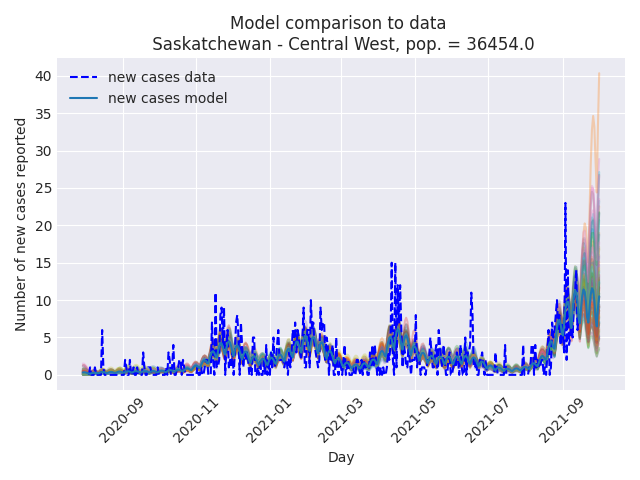 Model comparison to data
Saskatchewan - Central West, pop. = 36454.0
new cases data
new cases model
Number of new cases reported
40
35
30
25
20
15
10
5
0
2020-09
2020-11
2021-01
2021-03
2021-05
2021-07
2021-09
Day